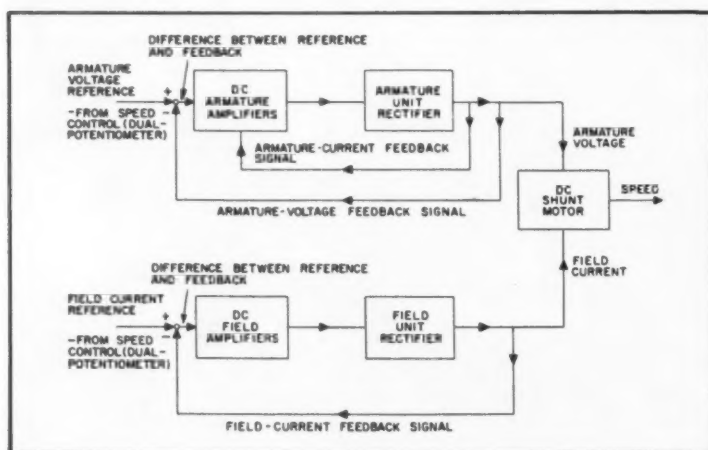 DIFFERENCE BETWEEN REFERENCE
AND FEEDBACK
ARMATURE
VOLTAGE
REFERENCE
+
-FROM SPEED
CONTROL (DUAL-
POTENTIOMETER)
-
DC
ARMATURE
AMPLIFIERS
ARMATURE
UNIT
RECTIFIER
ARMATURE-CURRENT FEEDBACK
SIGNAL
ARMATURE-VOLTAGE FEEDBACK SIGNAL
ARMATURE
VOLTAGE
DC
SHUNT
MOTOR
SPEED
FIELD
CURRENT
DIFFERENCE BETWEEN REFERENCE
AND FEEDBACK
FIELD CURRENT
REFERENCE
+
-FROM SPEED
CONTROL (DUAL-
POTENTIOMETER)
-
DC
FIELD
AMPLIFIERS
FIELD
UNIT
RECTIFIER
FIELD-CURRENT FEEDBACK SIGNAL